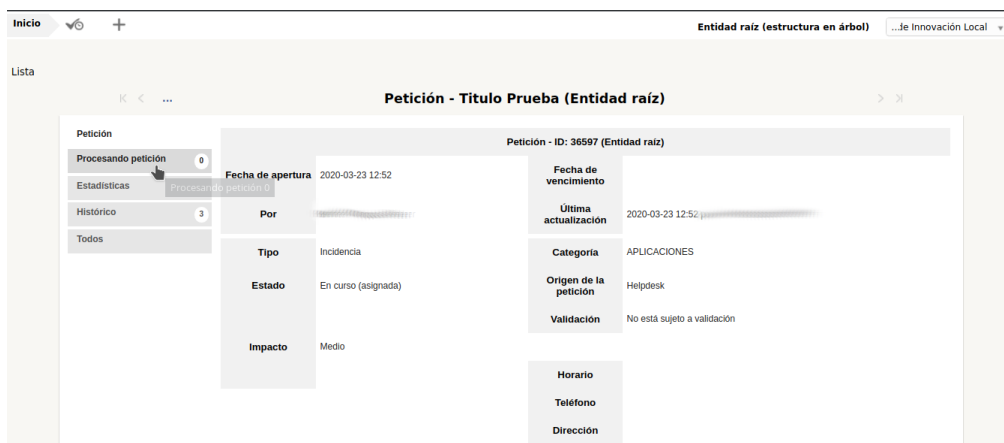 Inicio
Entidad raíz (estructura en árbol)
...de Innovación Local
Lista
...
Petición - Titulo Prueba (Entidad raíz)
Petición
Procesando petición 0
Procesando petición 0
Estadísticas
Histórico 3
Todos
Petición - ID: 36597 (Entidad raíz)
Fecha de apertura 2020-03-23 12:52
Fecha de
vencimiento
Por
Última
actualización
2020-03-23 12:52
Tipo Incidencia
Categoría APLICACIONES
Estado En curso (asignada)
Origen de la
petición
Helpdesk
Validación No está sujeto a validación
Impacto Medio
Horario
Teléfono
Dirección